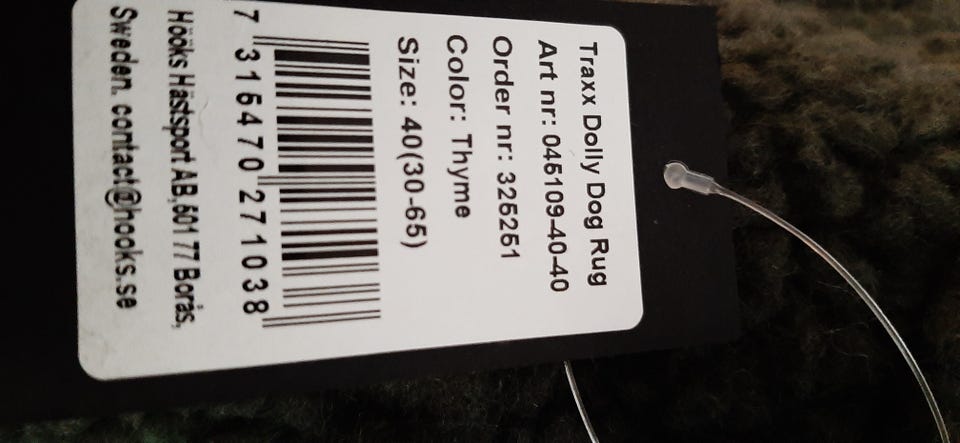 Traxx Dolly Dog Rug
Art nr: 045109-40-40
Order nr: 325251
Color: Thyme
Size: 40(30-65)
7 315470 271038
Hööks Hästsport AB,501 77 Borås,
Sweden. contact@hooks.se